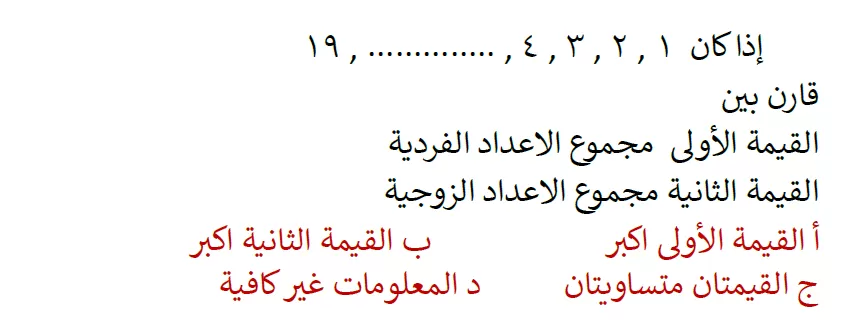 إذا كان ١ , ٢ , ٣ , ٤ , .............. , ١٩
قارن بين
القيمة الأولى مجموع الاعداد الفردية
القيمة الثانية مجموع الاعداد الزوجية
أ القيمة الأولى اكبر ب القيمة الثانية اكبر
ج القيمتان متساويتان د المعلومات غير كافية